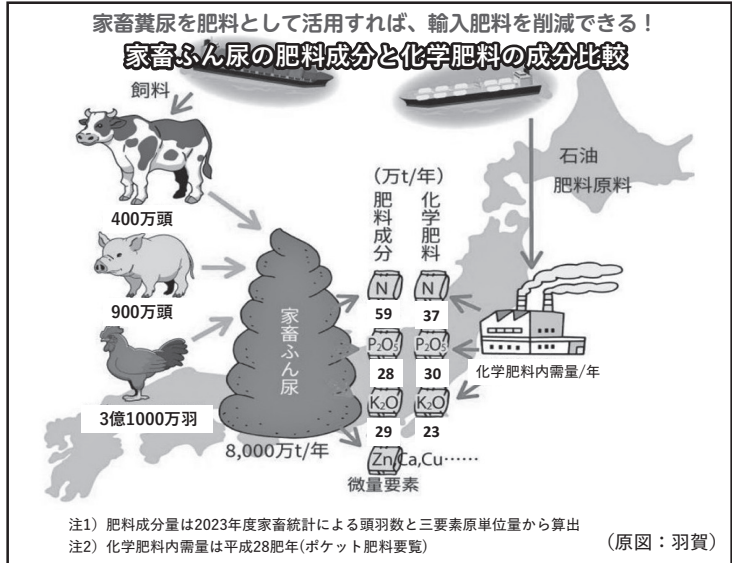 家畜糞尿を肥料として活用すれば、輸入肥料を削減できる!
家畜ふん尿の肥料成分と化学肥料の成分比較
飼料
400万頭
900万頭
3億1000万羽
家畜ふん尿
8,000万t/年
(万t/年)
肥料成分
化学肥料
N
N
59
37
P₂O₅
P₂O₅
28
30
K₂O
K₂O
29
23
Zn,Ca,Cu……
微量要素
石油
肥料原料
化学肥料内需量/年
注1)肥料成分量は2023年度家畜統計による頭羽数と三要素原単位量から算出
注2)化学肥料内需量は平成28肥年(ポケット肥料要覧)
(原図:羽賀)